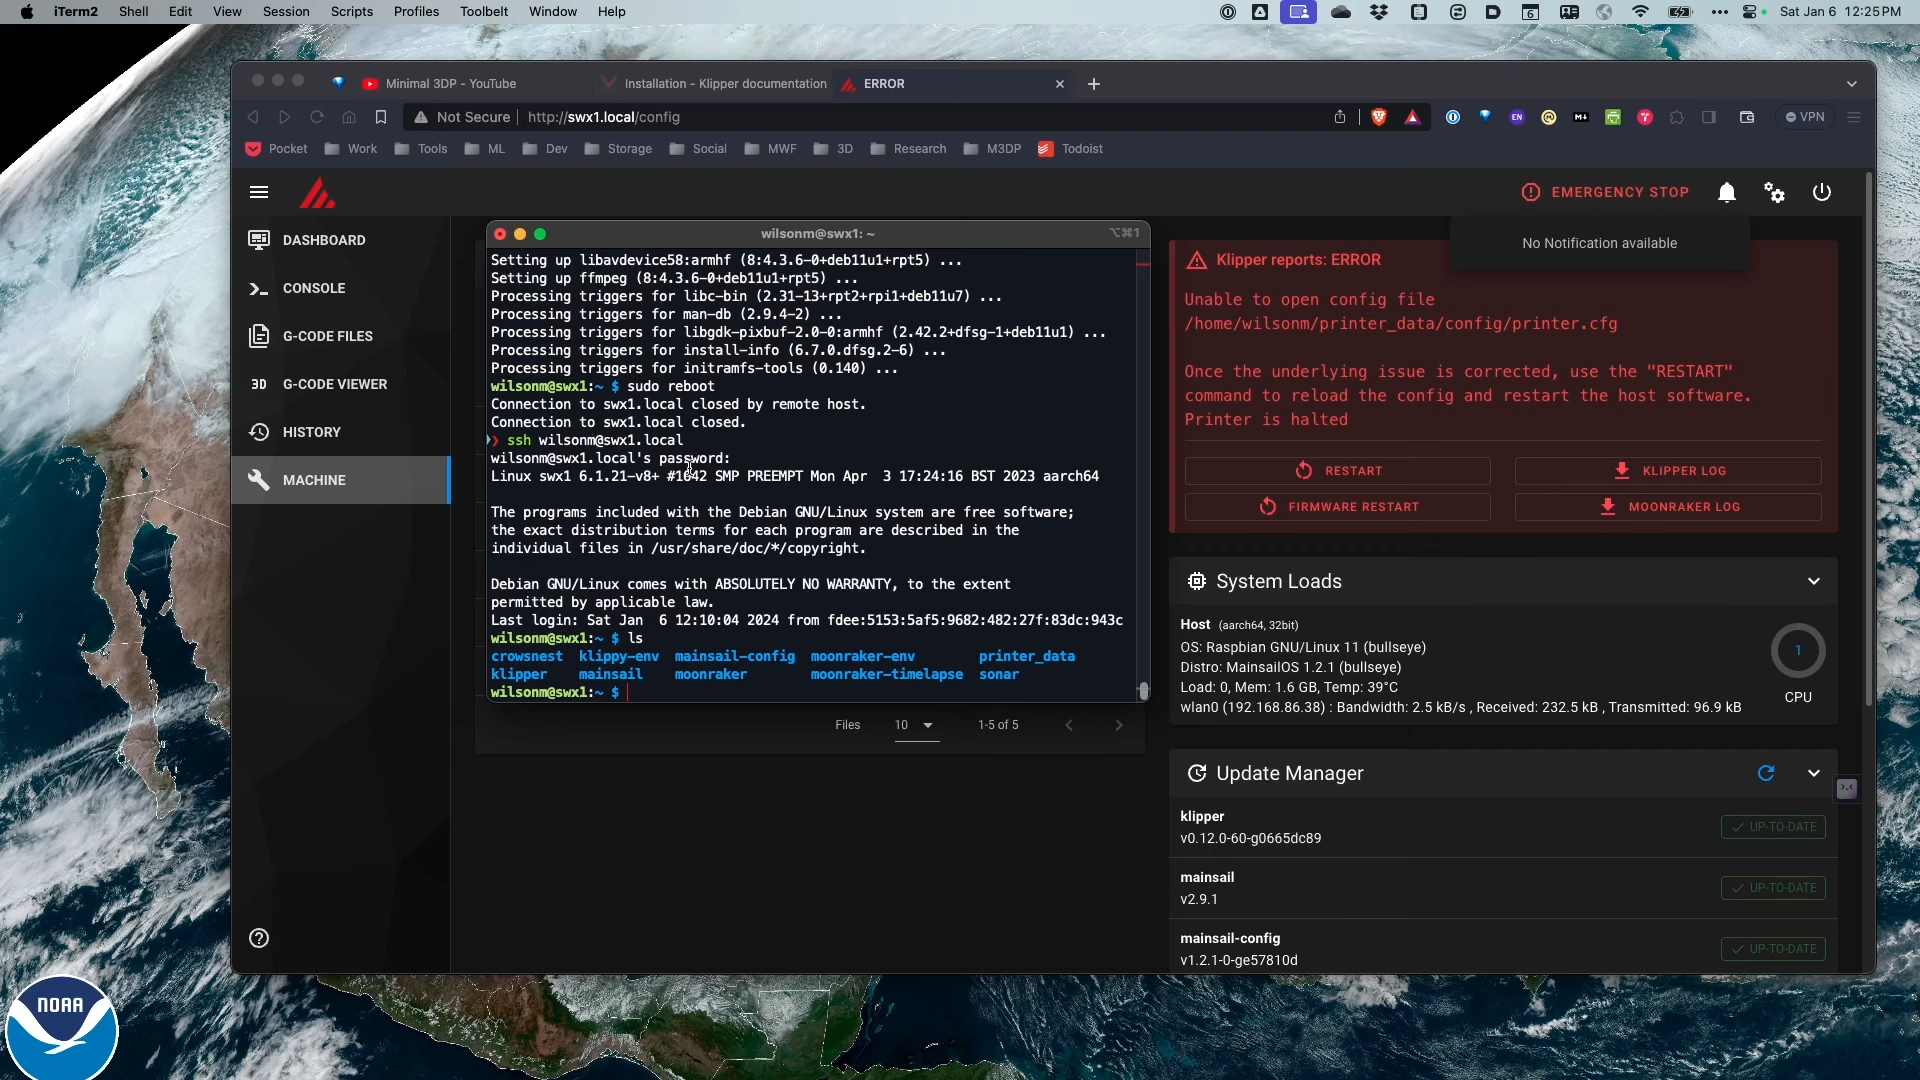 iTerm2 Shell Edit View Session Scripts Profiles Toolbelt Window Help
Sat Jan 6 12:25 PM
Minimal 3DP - YouTube
Installation - Klipper documentation
ERROR
Not Secure http://swx1.local/config
VPN
Pocket Work Tools ML Dev Storage Social MWF 3D Research M3DP Todoist
EMERGENCY STOP
No Notification available
DASHBOARD
CONSOLE
G-CODE FILES
3D G-CODE VIEWER
HISTORY
MACHINE
wilsonm@swx1: ~
⌥⌘1
Setting up libavdevice58:armhf (8:4.3.6-0+deb11u1+rpt5) ...
Setting up ffmpeg (8:4.3.6-0+deb11u1+rpt5) ...
Processing triggers for libc-bin (2.31-13+rpt2+rpi1+deb11u7) ...
Processing triggers for man-db (2.9.4-2) ...
Processing triggers for libgdk-pixbuf-2.0-0:armhf (2.42.2+dfsg-1+deb11u1) ...
Processing triggers for install-info (6.7.0.dfsg.2-6) ...
Processing triggers for initramfs-tools (0.140) ...
wilsonm@swx1:~ $ sudo reboot
Connection to swx1.local closed by remote host.
Connection to swx1.local closed.
❯ ssh wilsonm@swx1.local
wilsonm@swx1.local's password:
Linux swx1 6.1.21-v8+ #1642 SMP PREEMPT Mon Apr  3 17:24:16 BST 2023 aarch64
The programs included with the Debian GNU/Linux system are free software;
the exact distribution terms for each program are described in the
individual files in /usr/share/doc/*/copyright.
Debian GNU/Linux comes with ABSOLUTELY NO WARRANTY, to the extent
permitted by applicable law.
Last login: Sat Jan  6 12:10:04 2024 from fdee:5153:5af5:9682:482:27f:83dc:943c
wilsonm@swx1:~ $ ls
crowsnest klippy-env mainsail-config moonraker-env printer_data
klipper mainsail moonraker moonraker-timelapse sonar
wilsonm@swx1:~ $
Files 10 1-5 of 5
Klipper reports: ERROR
Unable to open config file
/home/wilsonm/printer_data/config/printer.cfg
Once the underlying issue is corrected, use the "RESTART"
command to reload the config and restart the host software.
Printer is halted
RESTART
KLIPPER LOG
FIRMWARE RESTART
MOONRAKER LOG
System Loads
Host (aarch64, 32bit)
OS: Raspbian GNU/Linux 11 (bullseye)
Distro: MainsailOS 1.2.1 (bullseye)
Load: 0, Mem: 1.6 GB, Temp: 39°C
wlan0 (192.168.86.38) : Bandwidth: 2.5 kB/s , Received: 232.5 kB , Transmitted: 96.9 kB
1
CPU
Update Manager
klipper
v0.12.0-60-g0665dc89
UP-TO-DATE
mainsail
v2.9.1
UP-TO-DATE
mainsail-config
v1.2.1-0-ge57810d
UP-TO-DATE
NOAA